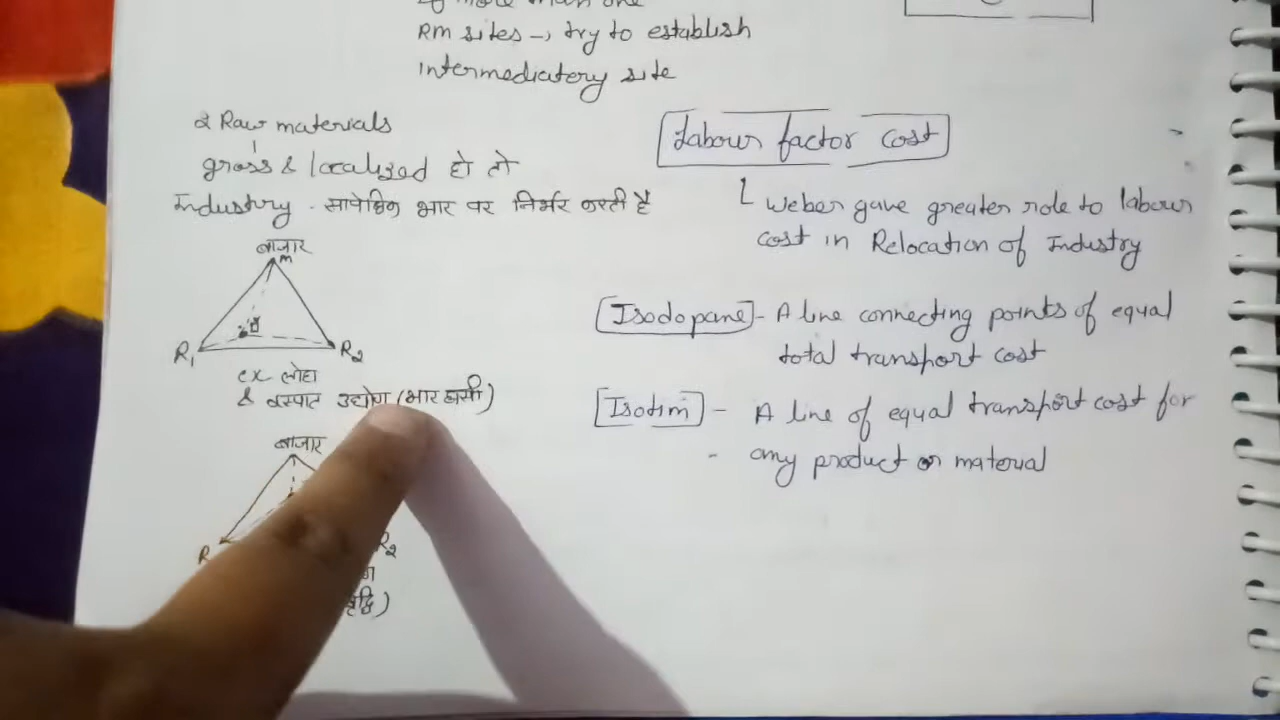 RM sites → try to establish
Intermediatory site
2 Raw materials
gross & localized हो तो
Industry - सापेक्षिक भार पर निर्भर करती है
बाजार
m
R1
R2
ex लोहा
& इस्पात उद्योग (भार ह्रासी)
बाजार
R
R2
Labour factor cost
Weber gave greater role to labour
cost in Relocation of Industry
Isodopane - A line connecting points of equal
total transport cost
Isotim - A line of equal transport cost for
any product or material